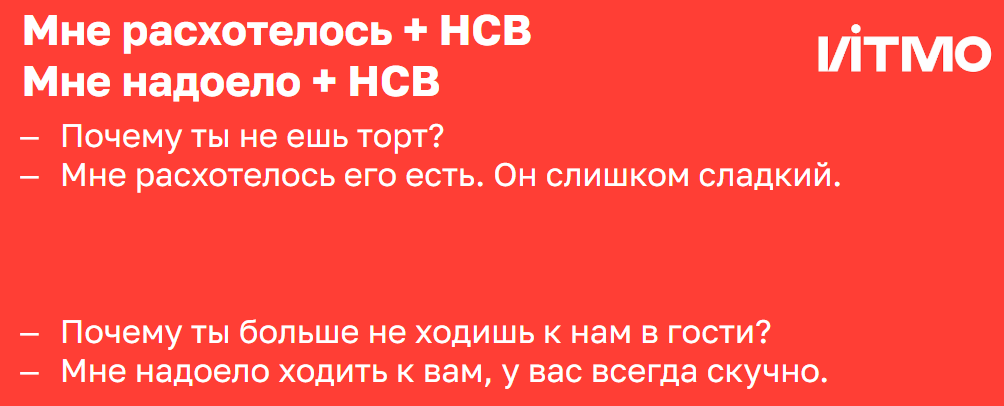 Мне расхотелось + НСВ
ИТМО
Мне надоело + НСВ
– Почему ты не ешь торт?
– Мне расхотелось его есть. Он слишком сладкий.
– Почему ты больше не ходишь к нам в гости?
– Мне надоело ходить к вам, у вас всегда скучно.